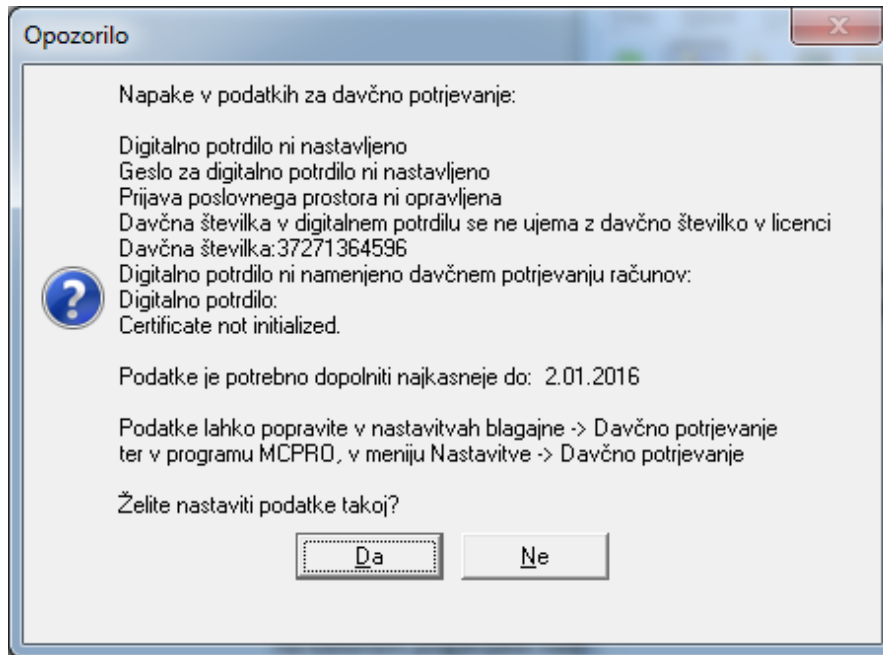 Opozorilo
Napake v podatkih za davčno potrjevanje:
Digitalno potrdilo ni nastavljeno
Geslo za digitalno potrdilo ni nastavljeno
Prijava poslovnega prostora ni opravljena
Davčna številka v digitalnem potrdilu se ne ujema z davčno številko v licenci
Davčna številka:37271364596
Digitalno potrdilo ni namenjeno davčnem potrjevanju računov:
Digitalno potrdilo:
Certificate not initialized.
Podatke je potrebno dopolniti najkasneje do:  2.01.2016
Podatke lahko popravite v nastavitvah blagajne -> Davčno potrjevanje
ter v programu MCPRO, v meniju Nastavitve -> Davčno potrjevanje
Želite nastaviti podatke takoj?
Da
Ne